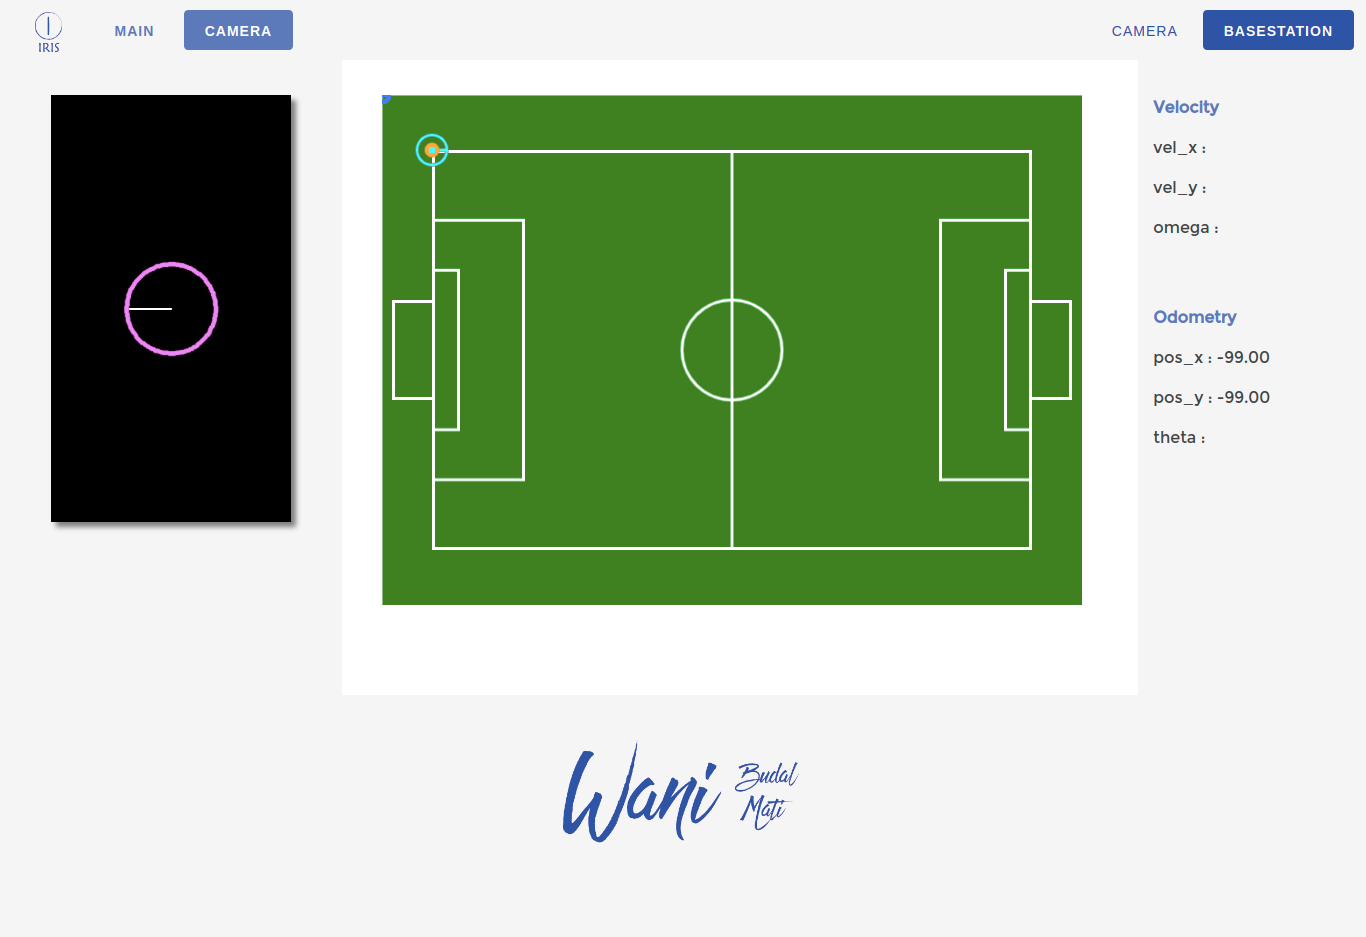 IRIS
MAIN
CAMERA
CAMERA
BASESTATION
Velocity
vel_x :
vel_y :
omega :
Odometry
pos_x : -99.00
pos_y : -99.00
theta :
Wani
Budal
Mati